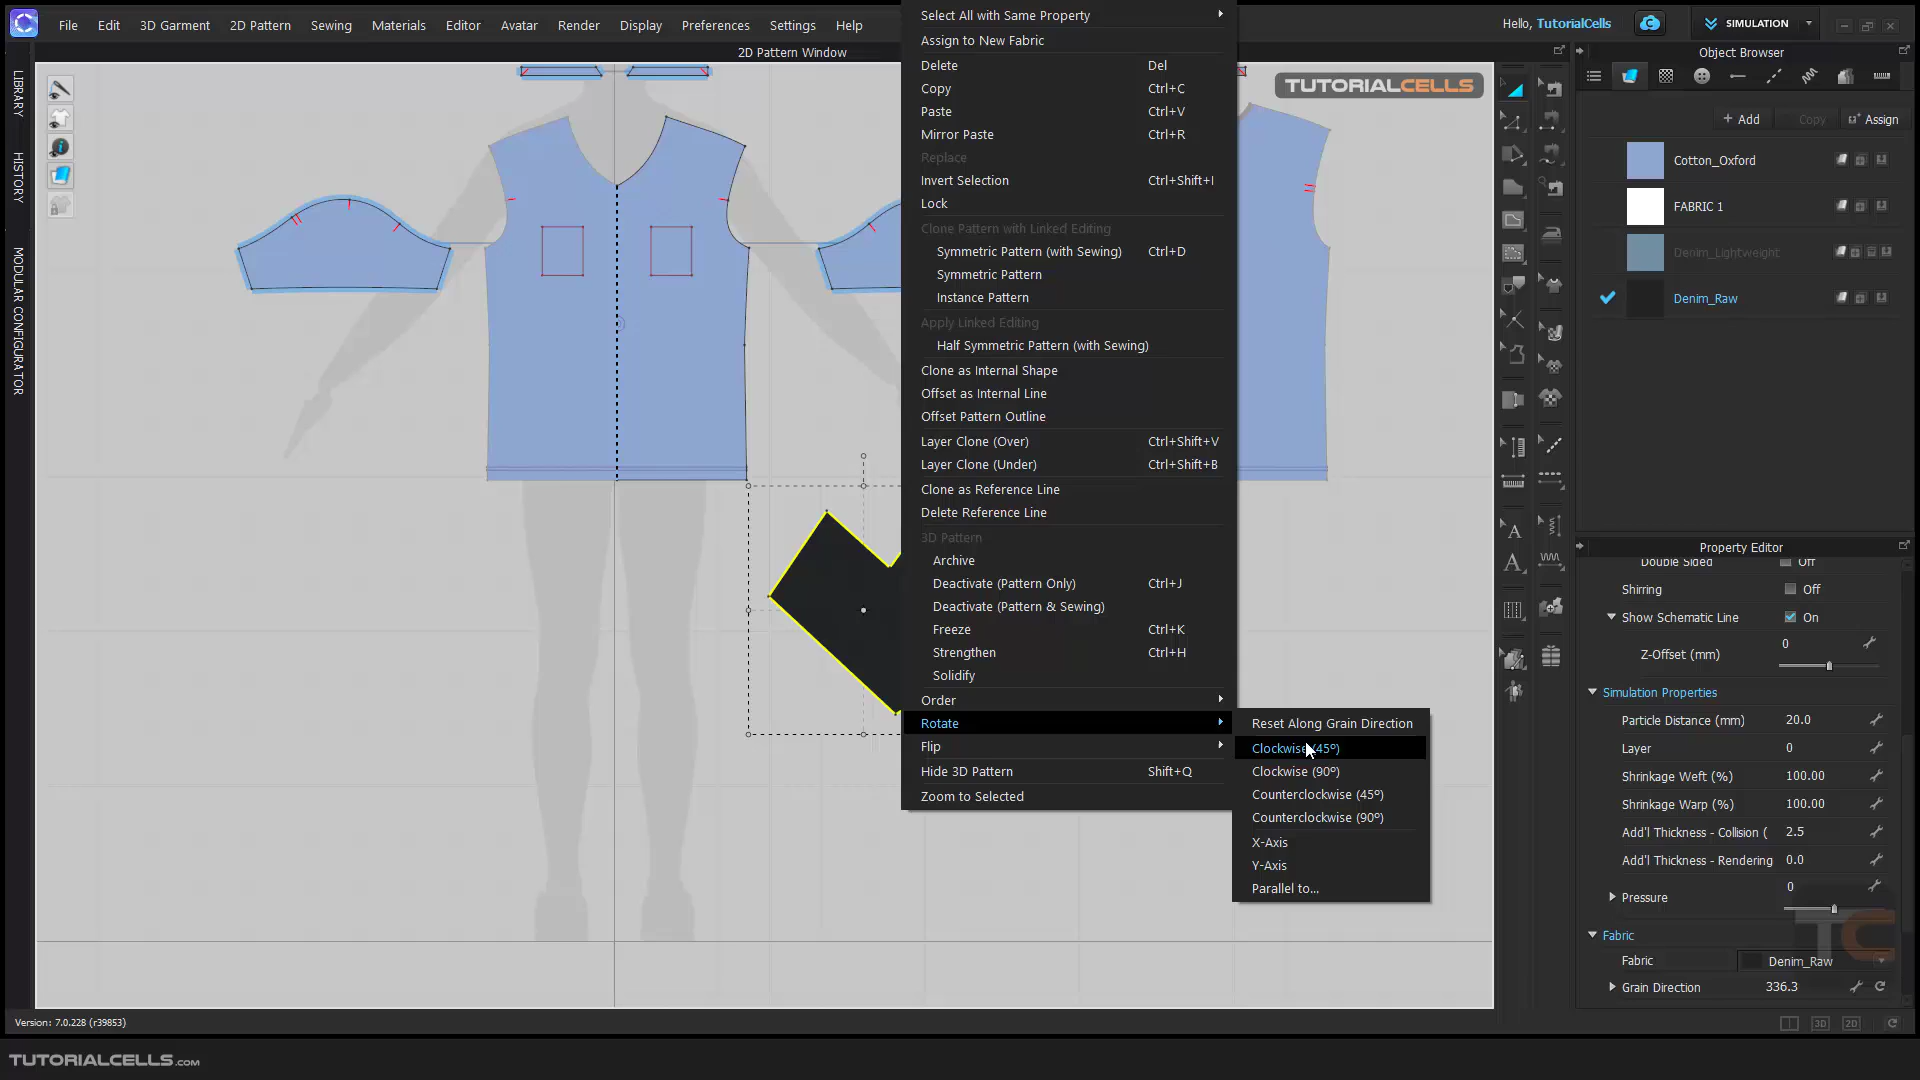 File
Edit
3D Garment
2D Pattern
Sewing
Materials
Editor
Avatar
Render
Display
Preferences
Settings
Help
Hello, TutorialCells
SIMULATION
2D Pattern Window
LIBRARY
HISTORY
MODULAR CONFIGURATOR
TUTORIALCELLS
Select All with Same Property
Assign to New Fabric
Delete Del
Copy Ctrl+C
Paste Ctrl+V
Mirror Paste Ctrl+R
Replace
Invert Selection Ctrl+Shift+I
Lock
Clone Pattern with Linked Editing
Symmetric Pattern (with Sewing) Ctrl+D
Symmetric Pattern
Instance Pattern
Apply Linked Editing
Half Symmetric Pattern (with Sewing)
Clone as Internal Shape
Offset as Internal Line
Offset Pattern Outline
Layer Clone (Over) Ctrl+Shift+V
Layer Clone (Under) Ctrl+Shift+B
Clone as Reference Line
Delete Reference Line
3D Pattern
Archive
Deactivate (Pattern Only) Ctrl+J
Deactivate (Pattern & Sewing)
Freeze Ctrl+K
Strengthen Ctrl+H
Solidify
Order
Rotate
Flip
Hide 3D Pattern Shift+Q
Zoom to Selected
Reset Along Grain Direction
Clockwise (45º)
Clockwise (90º)
Counterclockwise (45º)
Counterclockwise (90º)
X-Axis
Y-Axis
Parallel to...
Object Browser
+ Add
Copy
Assign
Cotton_Oxford
FABRIC 1
Denim_Lightweight
Denim_Raw
Property Editor
Double Sided Off
Shirring Off
Show Schematic Line On
Z-Offset (mm) 0
Simulation Properties
Particle Distance (mm) 20.0
Layer 0
Shrinkage Weft (%) 100.00
Shrinkage Warp (%) 100.00
Add'l Thickness - Collision ( 2.5
Add'l Thickness - Rendering 0.0
Pressure 0
Fabric
Fabric Denim_Raw
Grain Direction 336.3
TC
3D
2D
Version: 7.0.228 (r39853)
TUTORIALCELLS.COM